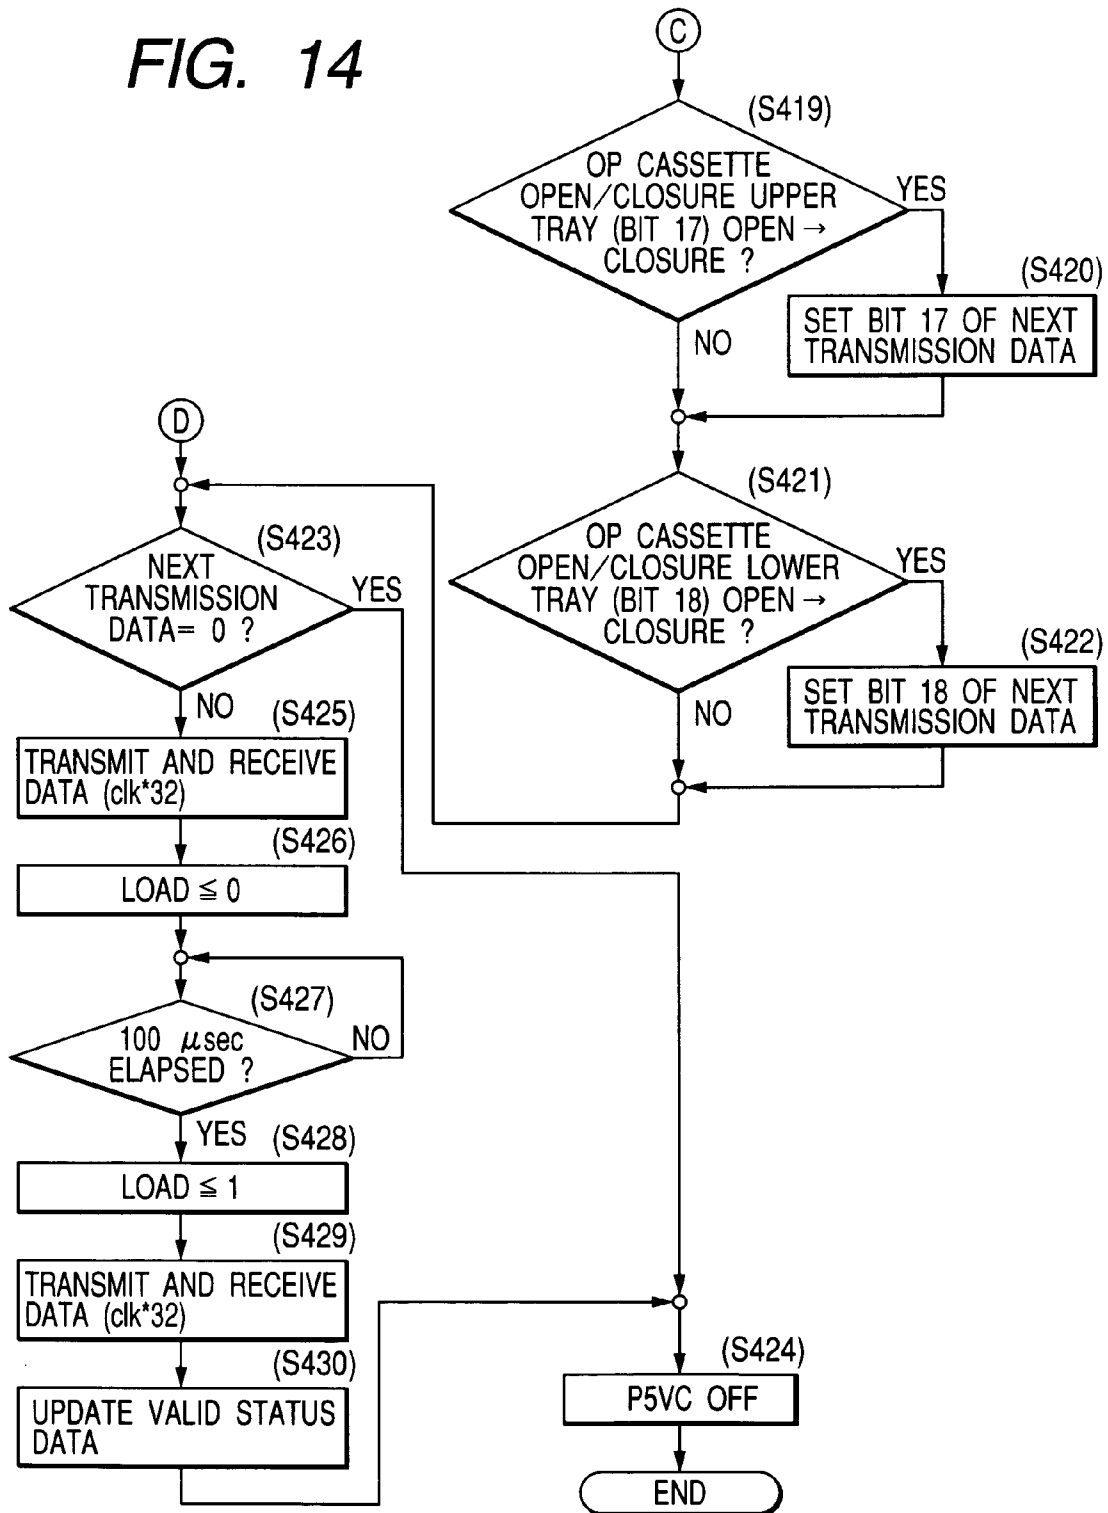 FIG. 14
C
(S419)
OP CASSETTE
OPEN/CLOSURE UPPER
TRAY (BIT 17) OPEN →
CLOSURE ?
YES
NO
(S420)
SET BIT 17 OF NEXT
TRANSMISSION DATA
(S421)
OP CASSETTE
OPEN/CLOSURE LOWER
TRAY (BIT 18) OPEN →
CLOSURE ?
YES
NO
(S422)
SET BIT 18 OF NEXT
TRANSMISSION DATA
D
(S423)
NEXT
TRANSMISSION
DATA= 0 ?
YES
NO
(S425)
TRANSMIT AND RECEIVE
DATA (clk*32)
(S426)
LOAD ≦ 0
(S427)
100 μsec
ELAPSED ?
NO
YES
(S428)
LOAD ≦ 1
(S429)
TRANSMIT AND RECEIVE
DATA (clk*32)
(S430)
UPDATE VALID STATUS
DATA
(S424)
P5VC OFF
END